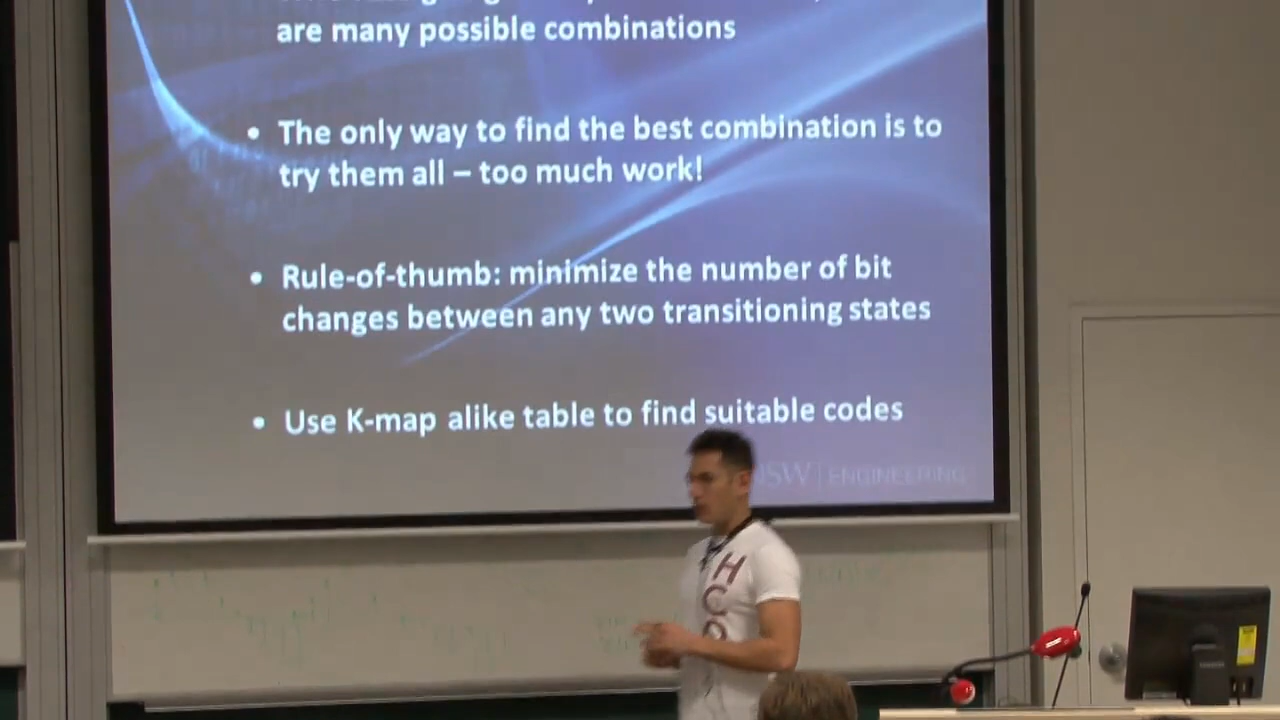 are many possible combinations
• The only way to find the best combination is to
try them all – too much work!
• Rule-of-thumb: minimize the number of bit
changes between any two transitioning states
• Use K-map alike table to find suitable codes
NSW | ENGINEERING
H
C